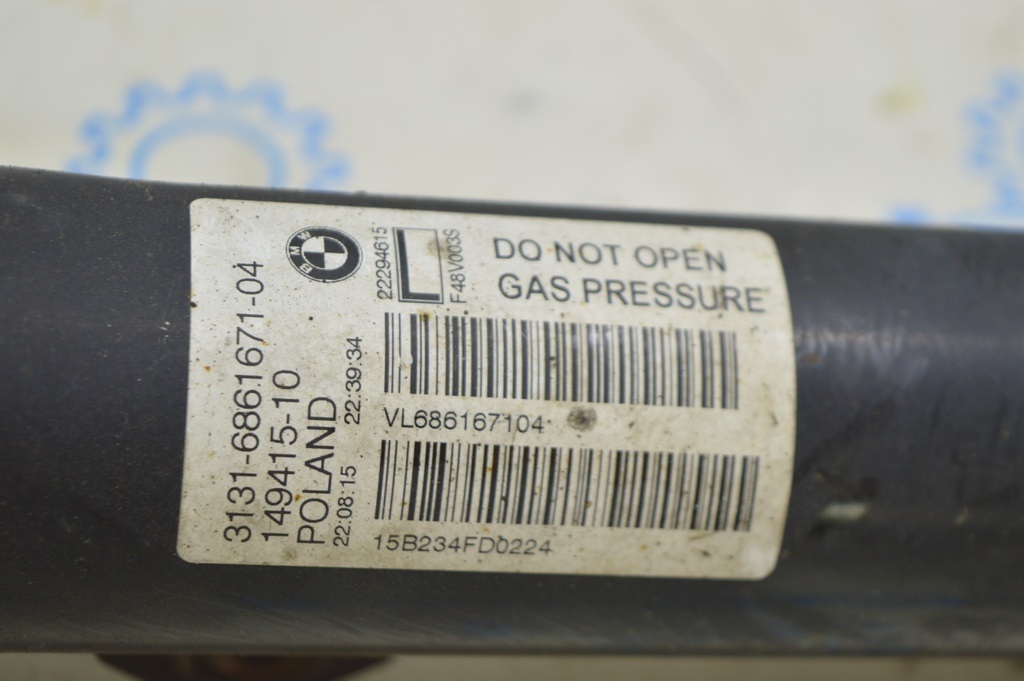 BMW
3131-6861671-04
149415-10
POLAND
22:08:15 22:39:34
22294615
L
F48V003S
DO NOT OPEN
GAS PRESSURE
VL686167104
15B234FD0224